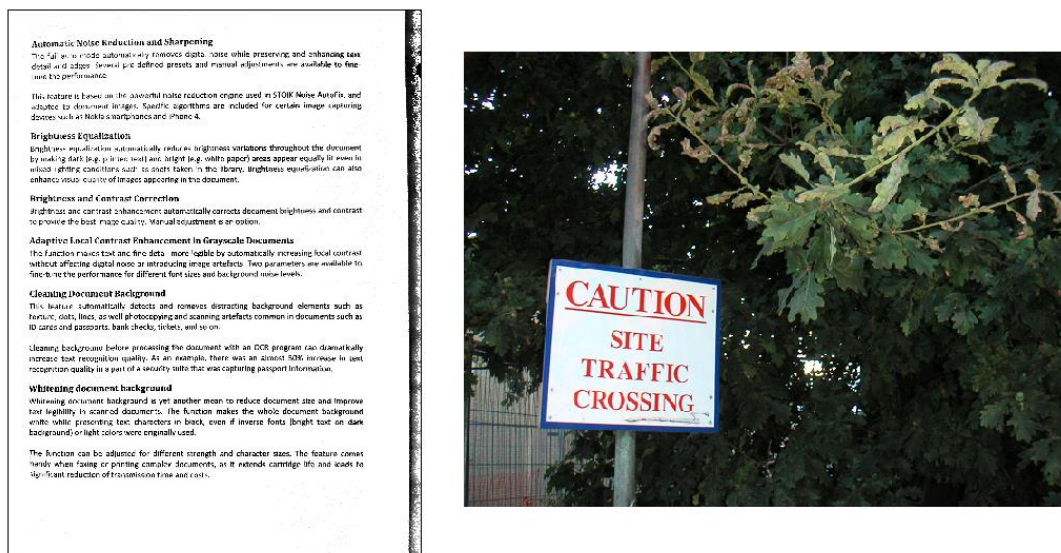 Automatic Noise Reduction and Sharpening
The full auto mode automatically removes digital noise while preserving and enhancing text
detail and edges. Several pre defined presets and manual adjustments are available to fine-
tune the performance.
This feature is based on the powerful noise reduction engine used in STOIK Noise AutoFix, and
adapted to document images. Specific algorithms are included for certain image capturing
devices such as Nokia smartphones and iPhone 4.
Brightness Equalization
Brightness equalization automatically reduces brightness variations throughout the document
by making dark (e.g. printed text) and bright (e.g. white paper) areas appear equally lit even in
mixed lighting conditions such as shots taken in the library. Brightness equalization can also
enhance visual quality of images appearing in the document.
Brightness and Contrast Correction
Brightness and contrast enhancement automatically corrects document brightness and contrast
to provide the best image quality. Manual adjustment is an option.
Adaptive Local Contrast Enhancement in Grayscale Documents
The function makes text and fine detail more legible by automatically increasing local contrast
without affecting digital noise or introducing image artefacts. Two parameters are available to
fine-tune the performance for different font sizes and background noise levels.
Cleaning Document Background
This feature automatically detects and removes distracting background elements such as
texture, dots, lines, as well photocopying and scanning artefacts common in documents such as
ID cards and passports, bank checks, tickets, and so on.
Cleaning background before processing the document with an OCR program can dramatically
increase text recognition quality. As an example, there was an almost 50% increase in text
recognition quality in a part of a security suite that was capturing passport information.
Whitening document background
Whitening document background is yet another mean to reduce document size and improve
text legibility in scanned documents. The function makes the whole document background
white while presenting text characters in black, even if inverse fonts (bright text on dark
background) or light colors were originally used.
The function can be adjusted for different strength and character sizes. The feature comes
handy when faxing or printing complex documents, as it extends cartridge life and leads to
significant reduction of transmission time and costs.
CAUTION
SITE
TRAFFIC
CROSSING